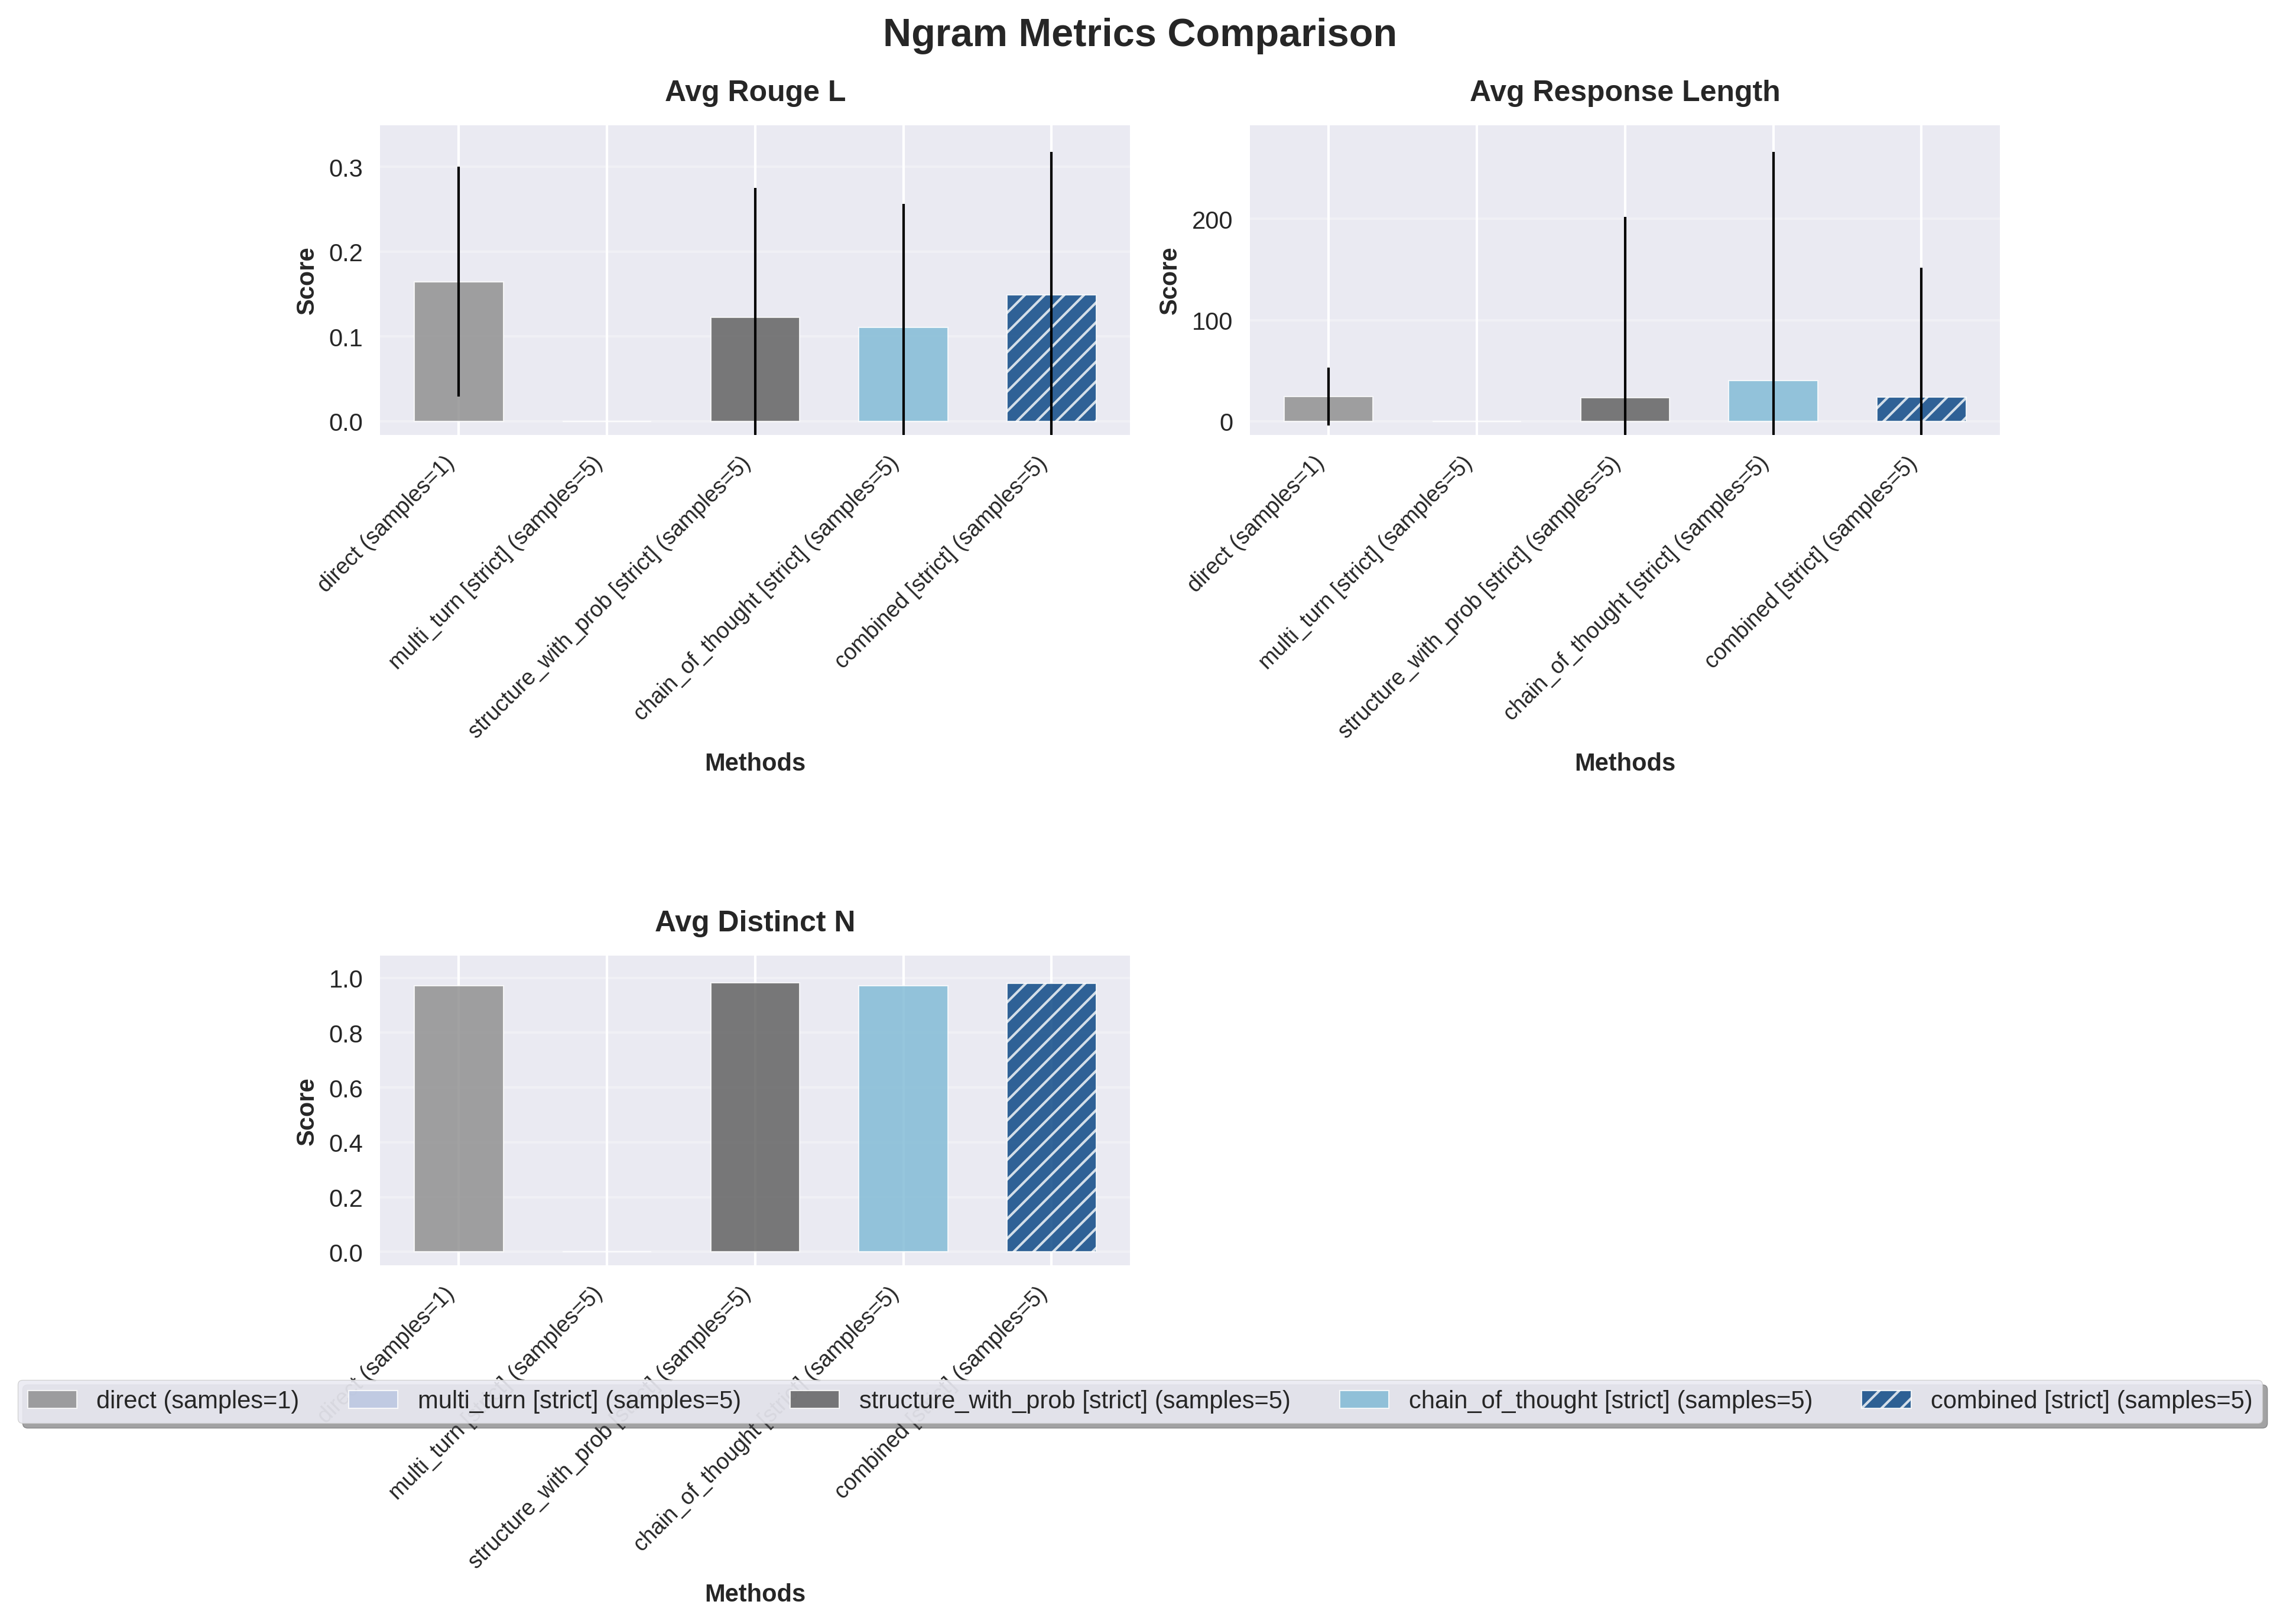 Ngram Metrics Comparison
Avg Rouge L
Score
0.3
0.2
0.1
0.0
direct (samples=1)
multi_turn [strict] (samples=5)
structure_with_prob [strict] (samples=5)
chain_of_thought [strict] (samples=5)
combined [strict] (samples=5)
Methods
Avg Response Length
Score
200
100
0
direct (samples=1)
multi_turn [strict] (samples=5)
structure_with_prob [strict] (samples=5)
chain_of_thought [strict] (samples=5)
combined [strict] (samples=5)
Methods
Avg Distinct N
Score
1.0
0.8
0.6
0.4
0.2
0.0
direct (samples=1)
multi_turn [strict] (samples=5)
structure_with_prob [strict] (samples=5)
chain_of_thought [strict] (samples=5)
combined [strict] (samples=5)
Methods
direct (samples=1)
multi_turn [strict] (samples=5)
structure_with_prob [strict] (samples=5)
chain_of_thought [strict] (samples=5)
combined [strict] (samples=5)